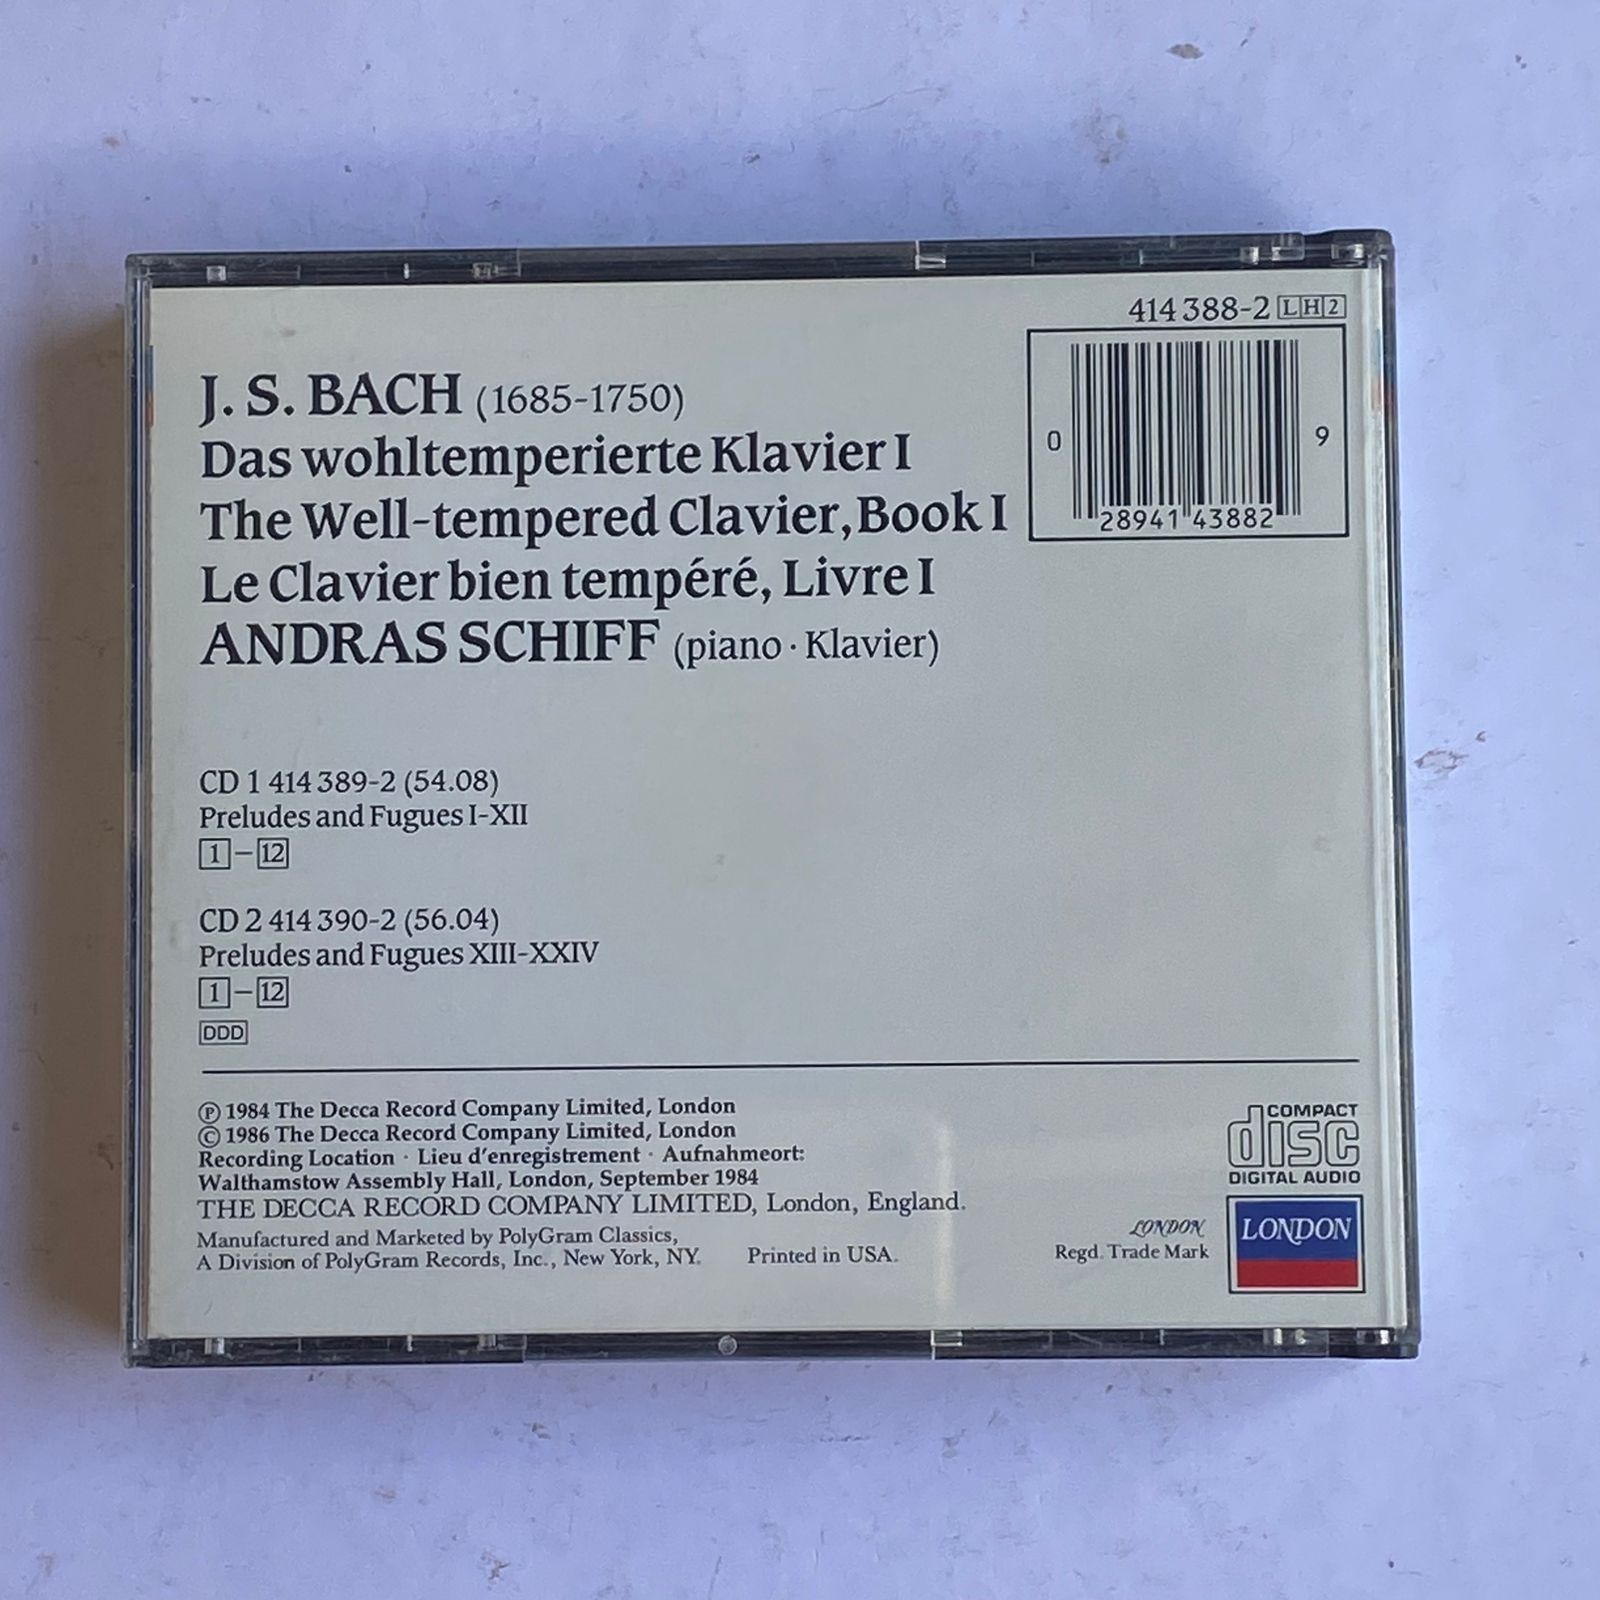 414 388-2 L H 2
J. S. BACH (1685-1750)
Das wohltemperierte Klavier I
The Well-tempered Clavier, Book I
Le Clavier bien tempéré, Livre I
ANDRAS SCHIFF (piano · Klavier)
0 28941 43882 9
CD 1 414 389-2 (54.08)
Preludes and Fugues I-XII
1 – 12
CD 2 414 390-2 (56.04)
Preludes and Fugues XIII-XXIV
1 – 12
DDD
℗ 1984 The Decca Record Company Limited, London
© 1986 The Decca Record Company Limited, London
Recording Location · Lieu d'enregistrement · Aufnahmeort:
Walthamstow Assembly Hall, London, September 1984
THE DECCA RECORD COMPANY LIMITED, London, England.
Manufactured and Marketed by PolyGram Classics,
A Division of PolyGram Records, Inc., New York, NY. Printed in USA.
COMPACT
disc
DIGITAL AUDIO
LONDON
Regd. Trade Mark
LONDON